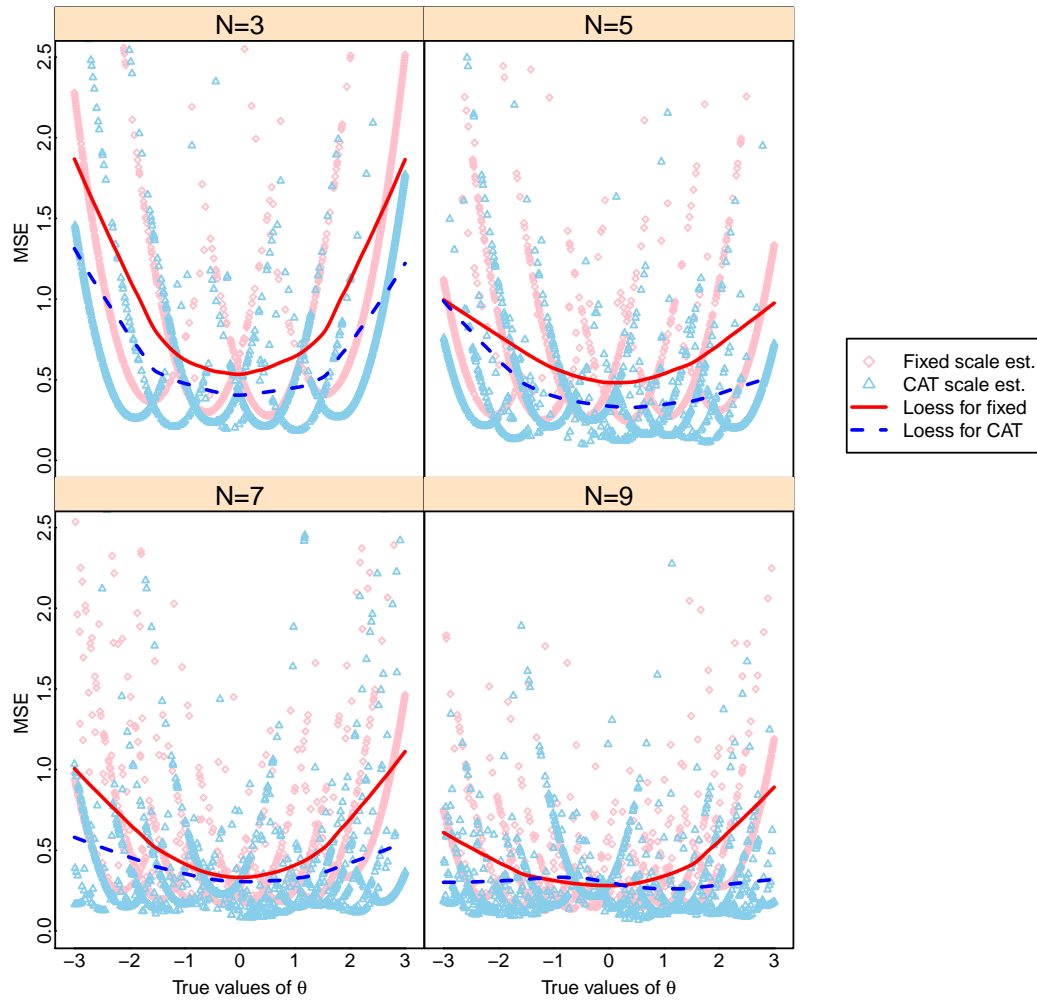 N=3
N=5
MSE
0.0
0.5
1.0
1.5
2.0
2.5
Fixed scale est.
CAT scale est.
Loess for fixed
Loess for CAT
N=7
N=9
MSE
0.0
0.5
1.0
1.5
2.0
2.5
−3 −2 −1 0 1 2 3
−3 −2 −1 0 1 2 3
True values of θ
True values of θ